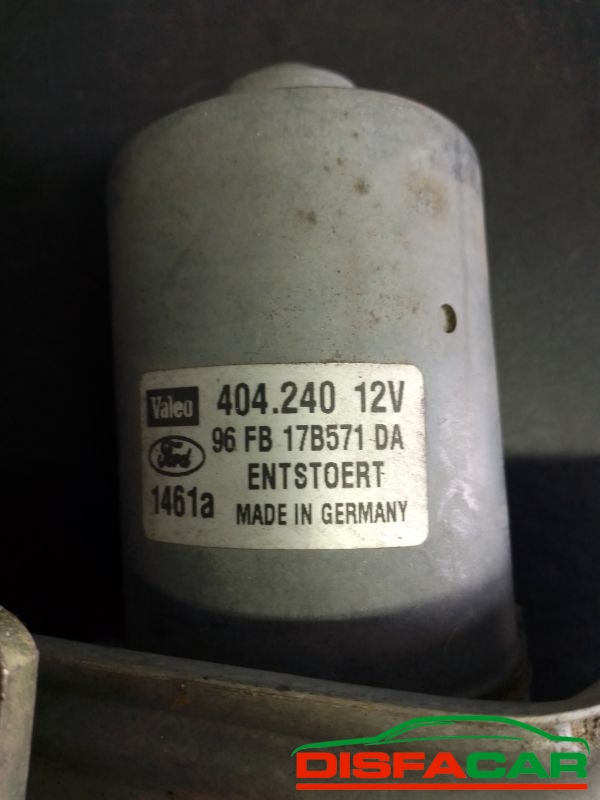 Valeo 404.240 12V
Ford 96 FB 17B571 DA
ENTSTOERT
1461a MADE IN GERMANY
DISFACAR